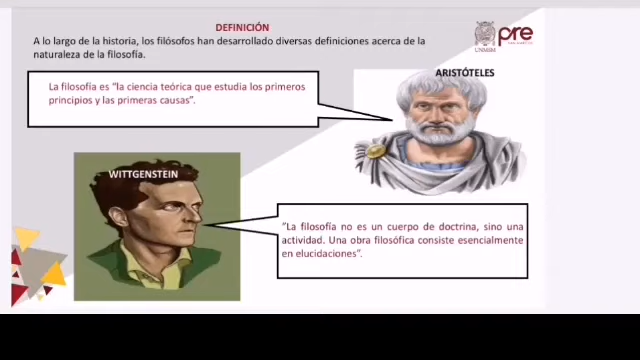 DEFINICIÓN
A lo largo de la historia, los filósofos han desarrollado diversas definiciones acerca de la
naturaleza de la filosofía.
UNMSM
pre
ARISTÓTELES
La filosofía es "la ciencia teórica que estudia los primeros
principios y las primeras causas".
WITTGENSTEIN
"La filosofía no es un cuerpo de doctrina, sino una
actividad. Una obra filosófica consiste esencialmente
en elucidaciones".